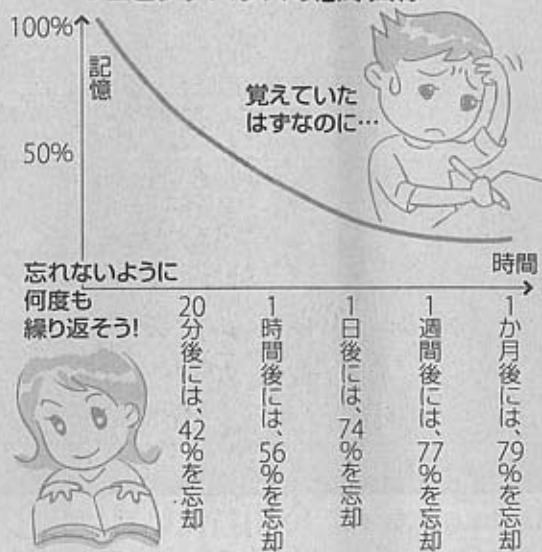 100%
記憶
覚えていた
はずなのに…
50%
時間
忘れないように
何度も
繰り返そう!
20分後には、42%を忘却
1時間後には、56%を忘却
1日後には、74%を忘却
1週間後には、77%を忘却
1か月後には、79%を忘却